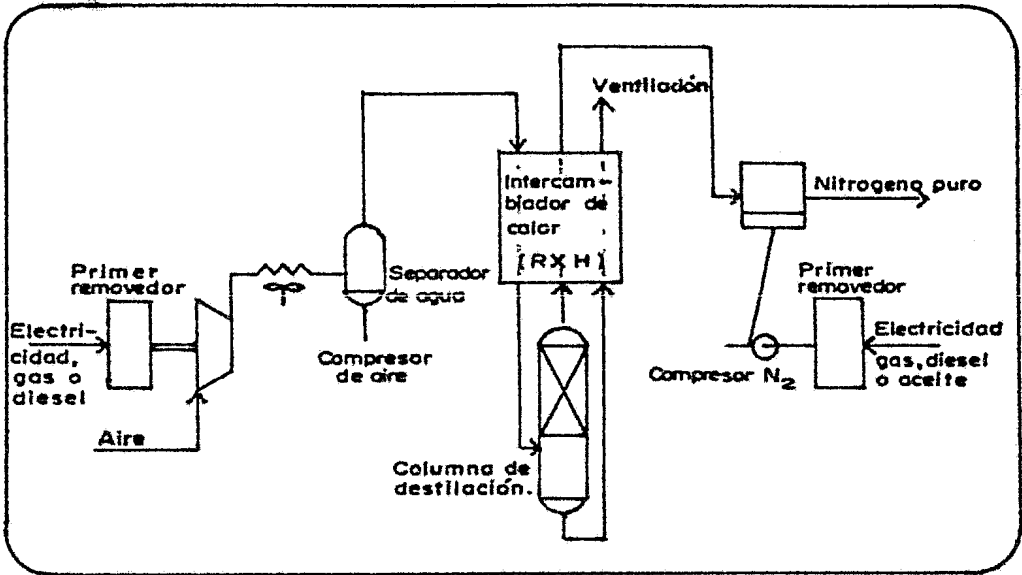 Ventilación
Intercam-
biador de
calor
(RX H)
Nitrogeno puro
Primer
removedor
Separador
de agua
Primer
removedor
Electri-
cidad,
gas o
diesel
Compresor
de aire
Electricidad
gas, diesel
o aceite
Compresor N₂
Aire
Columna de
destilación.